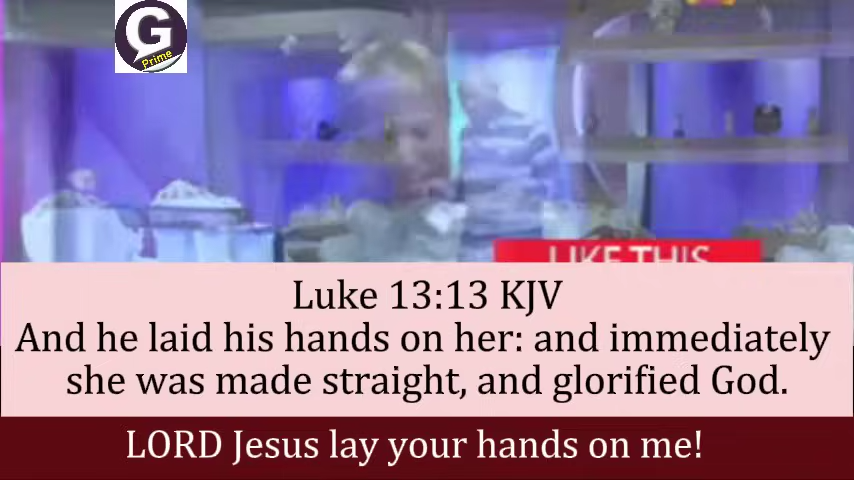 G
Prime
LIKE THIS
Luke 13:13 KJV
And he laid his hands on her: and immediately
she was made straight, and glorified God.
LORD Jesus lay your hands on me!